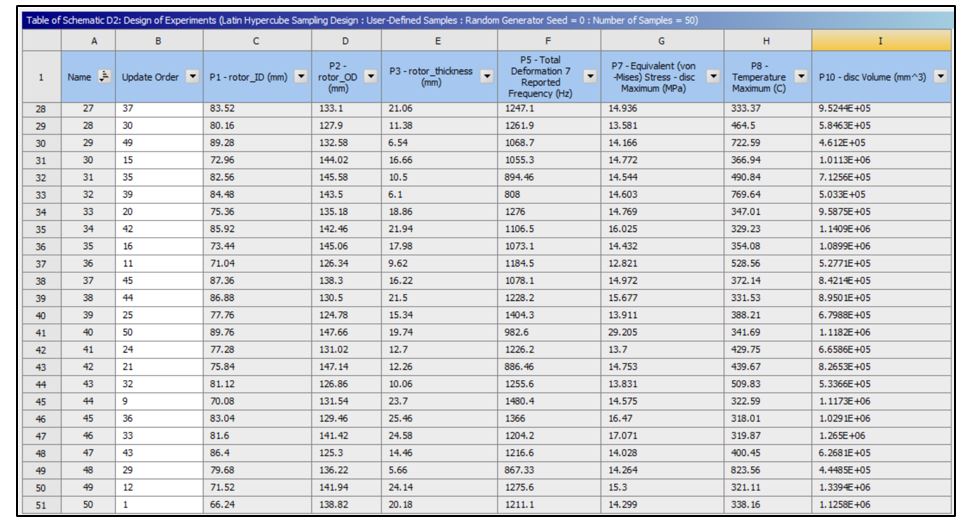 Table of Schematic D2: Design of Experiments (Latin Hypercube Sampling Design : User-Defined Samples : Random Generator Seed = 0 : Number of Samples = 50)
A B C D E F G H I
1 Name Update Order P1 - rotor_ID (mm) P2 - rotor_OD (mm) P3 - rotor_thickness (mm) P5 - Total Deformation 7 Reported Frequency (Hz) P7 - Equivalent (von -Mises) Stress - disc Maximum (MPa) P8 - Temperature Maximum (C) P10 - disc Volume (mm^3)
28 27 37 83.52 133.1 21.06 1247.1 14.936 333.37 9.5244E+05
29 28 30 80.16 127.9 11.38 1261.9 13.581 464.5 5.8463E+05
30 29 49 89.28 132.58 6.54 1068.7 14.166 722.59 4.612E+05
31 30 15 72.96 144.02 16.66 1055.3 14.772 366.94 1.0113E+06
32 31 35 82.56 145.58 10.5 894.46 14.544 490.84 7.1256E+05
33 32 39 84.48 143.5 6.1 808 14.603 769.64 5.033E+05
34 33 20 75.36 135.18 18.86 1276 14.769 347.01 9.5875E+05
35 34 42 85.92 142.46 21.94 1106.5 16.025 329.23 1.1409E+06
36 35 16 73.44 145.06 17.98 1073.1 14.432 354.08 1.0899E+06
37 36 11 71.04 126.34 9.62 1184.5 12.821 528.56 5.2771E+05
38 37 45 87.36 138.3 16.22 1078.1 14.972 372.14 8.4214E+05
39 38 44 86.88 130.5 21.5 1228.2 15.677 331.53 8.9501E+05
40 39 25 77.76 124.78 15.34 1404.3 13.911 388.21 6.7988E+05
41 40 50 89.76 147.66 19.74 982.6 29.205 341.69 1.1182E+06
42 41 24 77.28 131.02 12.7 1226.2 13.7 429.75 6.6586E+05
43 42 21 75.84 147.14 12.26 886.46 14.753 439.67 8.2653E+05
44 43 32 81.12 126.86 10.06 1255.6 13.831 509.83 5.3366E+05
45 44 9 70.08 131.54 23.7 1480.4 14.575 322.59 1.1173E+06
46 45 36 83.04 129.46 25.46 1366 16.47 318.01 1.0291E+06
47 46 33 81.6 141.42 24.58 1204.2 17.071 319.87 1.265E+06
48 47 43 86.4 125.3 14.46 1216.6 14.028 400.45 6.2681E+05
49 48 29 79.68 136.22 5.66 867.33 14.264 823.56 4.4485E+05
50 49 12 71.52 141.94 24.14 1275.6 15.3 321.11 1.3394E+06
51 50 1 66.24 138.82 20.18 1211.1 14.299 338.16 1.1258E+06